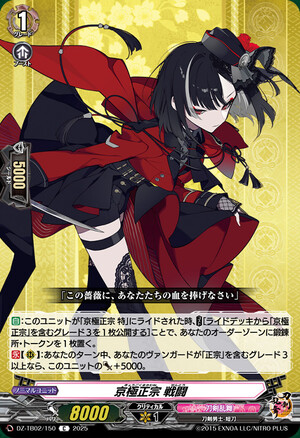 1
グレード
ブースト
5000
シールド
「この薔薇に、あなたたちの血を捧げなさい」
:このユニットが「京極正宗 特」にライドされた時、【ライドデッキから「京極
正宗」を含むグレード3を1枚公開する】ことで、あなたのオーダーゾーンに鍛錬
所・トークンを1枚置く。
永:あなたのターン中、あなたのヴァンガードが「正宗」を含むグレード3
以上なら、このユニットの+5000。
ノーマルユニット
京極正宗 戦闘
刀剣乱舞
パワー
8000
クリティカル
1
刀剣男士・短刀
DZ-TB02/150 C 2025
©2015 EXNOA LLC/NITRO PLUS